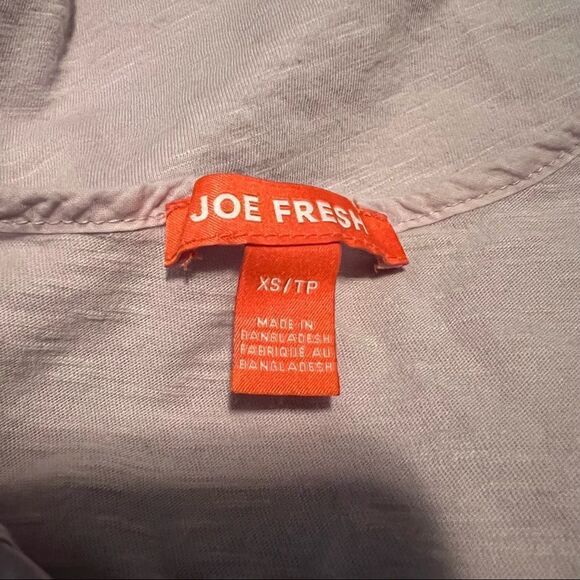 JOE FRESH
XS/TP
MADE IN
BANGLADESH
FABRIQUÉ AU
BANGLADESH